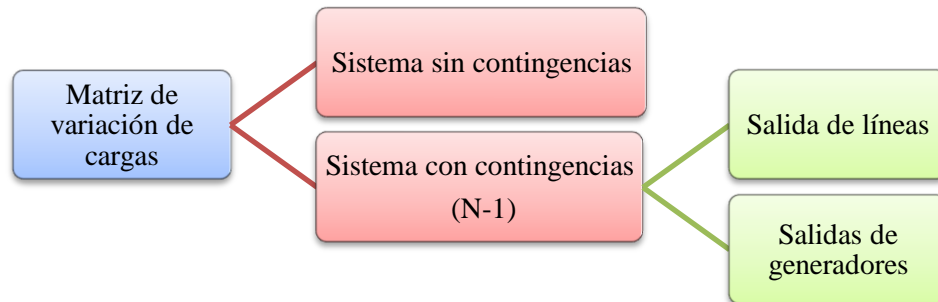 Matriz de
variación de
cargas
Sistema sin contingencias
Sistema con contingencias
(N-1)
Salida de líneas
Salidas de
generadores